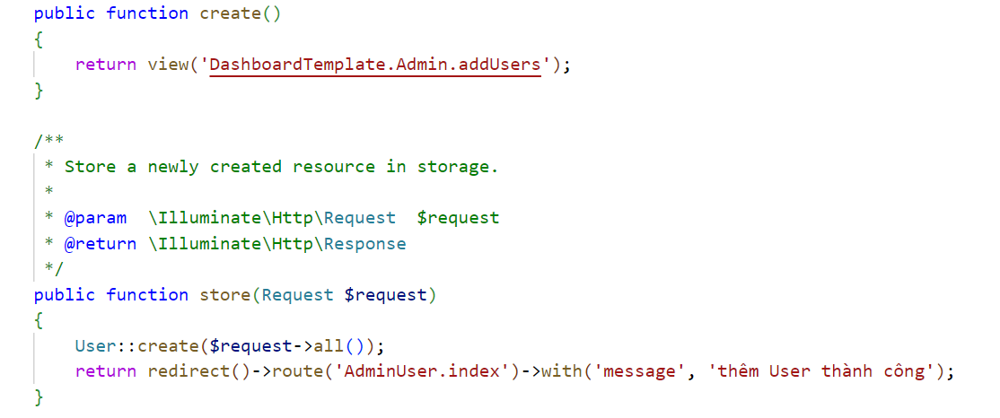 public function create()
{
    return view('DashboardTemplate.Admin.addUsers');
}

/**
 * Store a newly created resource in storage.
 *
 * @param  \Illuminate\Http\Request  $request
 * @return \Illuminate\Http\Response
 */
public function store(Request $request)
{
    User::create($request->all());
    return redirect()->route('AdminUser.index')->with('message', 'thêm User thành công');
}